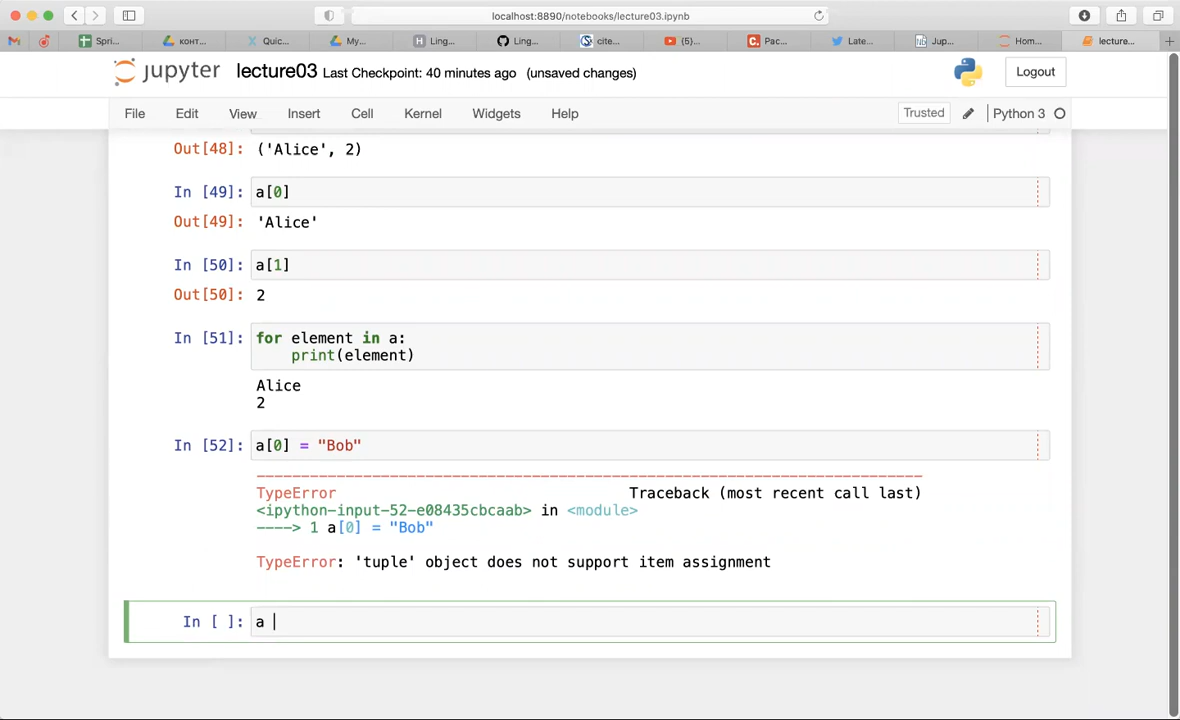 localhost:8890/notebooks/lecture03.ipynb
Spri... конт... Quic... My... Ling... Ling... cite... (5)... Pac... Late... Jup... Hom... lecture...
jupyter lecture03 Last Checkpoint: 40 minutes ago (unsaved changes) Logout
File Edit View Insert Cell Kernel Widgets Help Trusted Python 3
Out[48]: ('Alice', 2)
In [49]: a[0]
Out[49]: 'Alice'
In [50]: a[1]
Out[50]: 2
In [51]: for element in a:
print(element)
Alice
2
In [52]: a[0] = "Bob"
---------------------------------------------------------------------------
TypeError Traceback (most recent call last)
<ipython-input-52-e08435cbcaab> in <module>
----> 1 a[0] = "Bob"
TypeError: 'tuple' object does not support item assignment
In [ ]: a